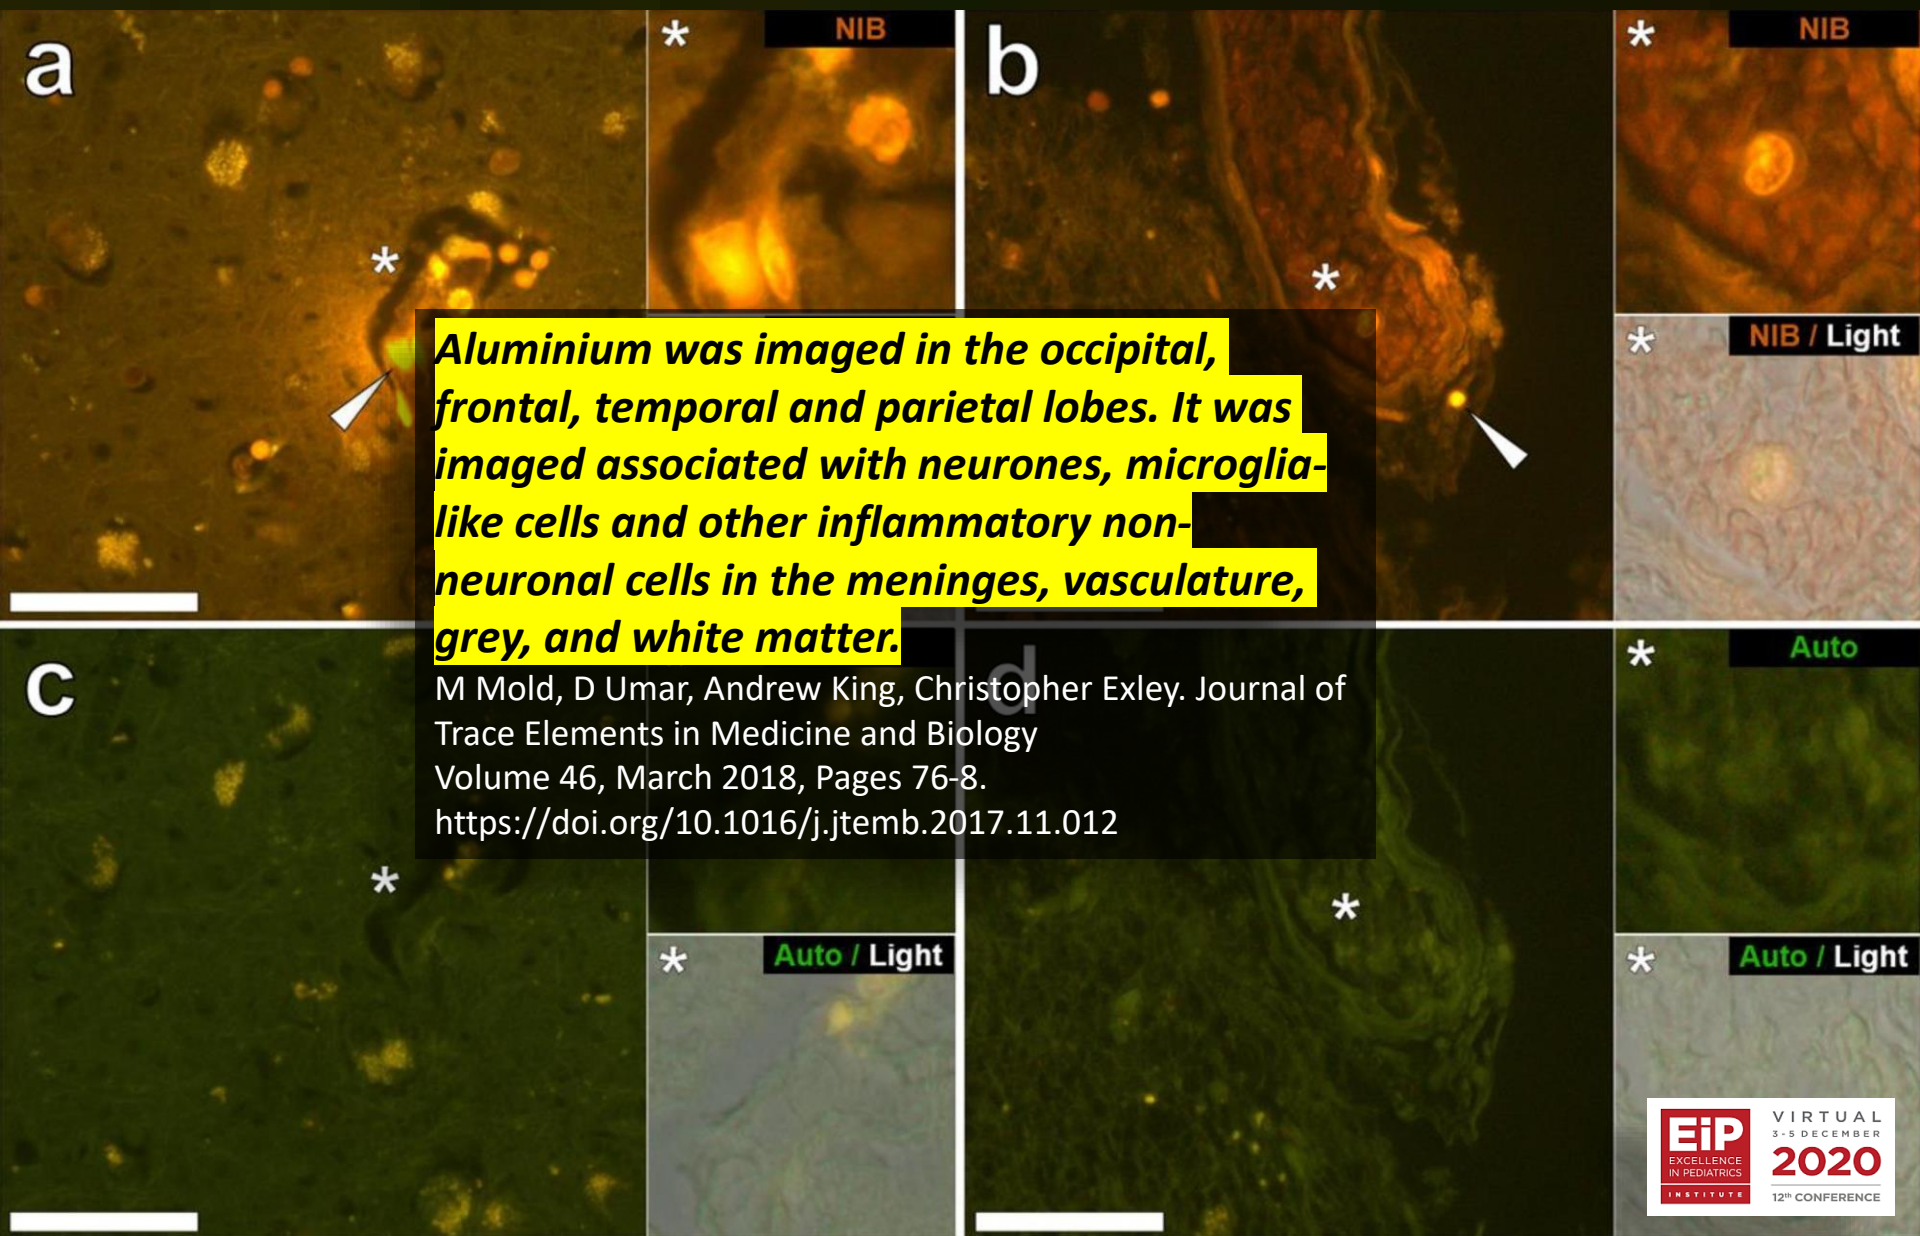 a
* NIB
b
* NIB
*
*
* NIB / Light
Aluminium was imaged in the occipital,
frontal, temporal and parietal lobes. It was
imaged associated with neurones, microglia-
like cells and other inflammatory non-
neuronal cells in the meninges, vasculature,
grey, and white matter.
M Mold, D Umar, Andrew King, Christopher Exley. Journal of
Trace Elements in Medicine and Biology
Volume 46, March 2018, Pages 76-8.
https://doi.org/10.1016/j.jtemb.2017.11.012
c
d
* Auto
*
*
* Auto / Light
* Auto / Light
EiP
EXCELLENCE
IN PEDIATRICS
INSTITUTE
VIRTUAL
3-5 DECEMBER
2020
12th CONFERENCE